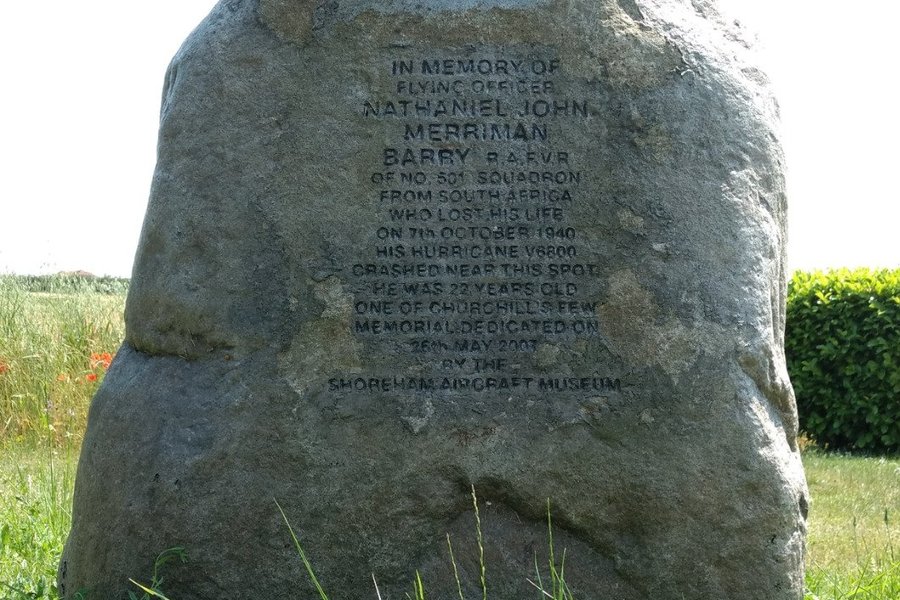 IN MEMORY OF
FLYING OFFICER
NATHANIEL JOHN
MERRIMAN
BARRY R.A.F.V.R
OF NO. 501 SQUADRON
FROM SOUTH AFRICA
WHO LOST HIS LIFE
ON 7th OCTOBER 1940
HIS HURRICANE V6800
CRASHED NEAR THIS SPOT
HE WAS 22 YEARS OLD
ONE OF CHURCHILL'S FEW
MEMORIAL DEDICATED ON
26th MAY 2007
BY THE
SHOREHAM AIRCRAFT MUSEUM